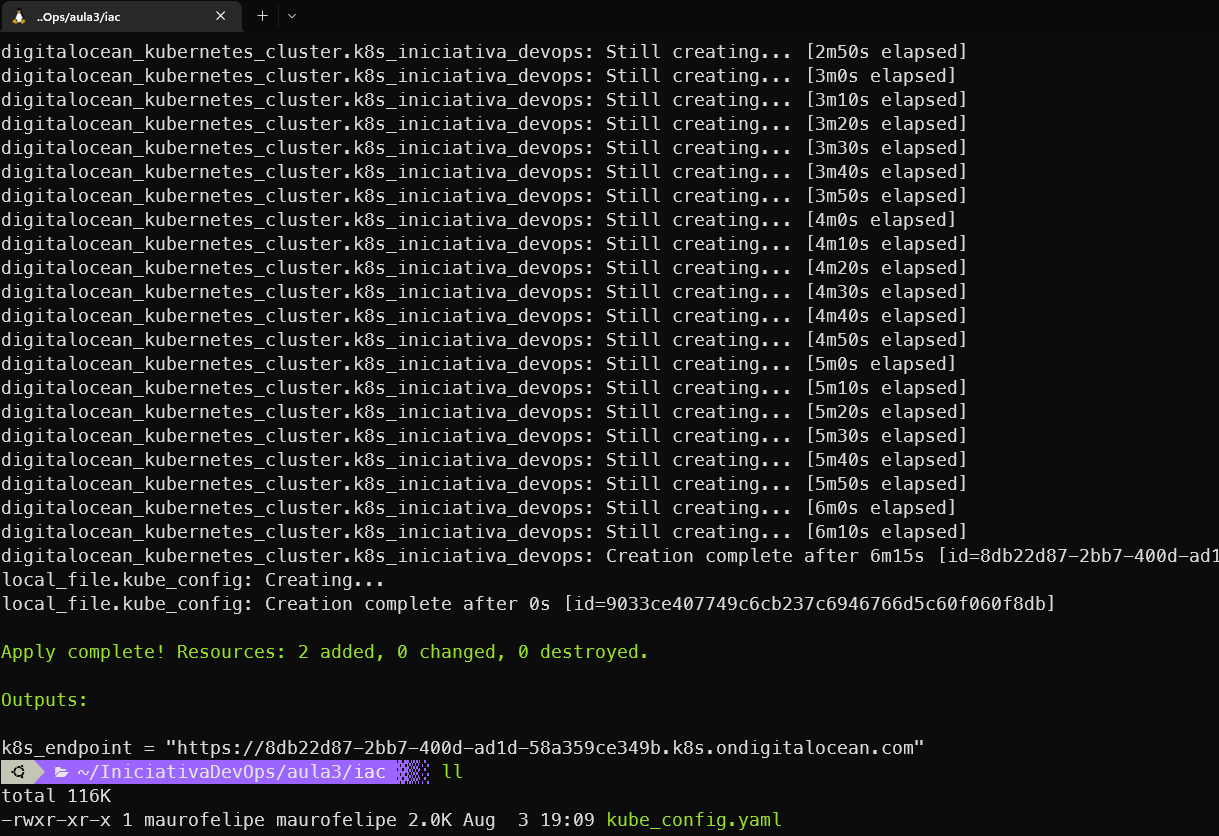 ..Ops/aula3/iac
digitalocean_kubernetes_cluster.k8s_iniciativa_devops: Still creating... [2m50s elapsed]
digitalocean_kubernetes_cluster.k8s_iniciativa_devops: Still creating... [3m0s elapsed]
digitalocean_kubernetes_cluster.k8s_iniciativa_devops: Still creating... [3m10s elapsed]
digitalocean_kubernetes_cluster.k8s_iniciativa_devops: Still creating... [3m20s elapsed]
digitalocean_kubernetes_cluster.k8s_iniciativa_devops: Still creating... [3m30s elapsed]
digitalocean_kubernetes_cluster.k8s_iniciativa_devops: Still creating... [3m40s elapsed]
digitalocean_kubernetes_cluster.k8s_iniciativa_devops: Still creating... [3m50s elapsed]
digitalocean_kubernetes_cluster.k8s_iniciativa_devops: Still creating... [4m0s elapsed]
digitalocean_kubernetes_cluster.k8s_iniciativa_devops: Still creating... [4m10s elapsed]
digitalocean_kubernetes_cluster.k8s_iniciativa_devops: Still creating... [4m20s elapsed]
digitalocean_kubernetes_cluster.k8s_iniciativa_devops: Still creating... [4m30s elapsed]
digitalocean_kubernetes_cluster.k8s_iniciativa_devops: Still creating... [4m40s elapsed]
digitalocean_kubernetes_cluster.k8s_iniciativa_devops: Still creating... [4m50s elapsed]
digitalocean_kubernetes_cluster.k8s_iniciativa_devops: Still creating... [5m0s elapsed]
digitalocean_kubernetes_cluster.k8s_iniciativa_devops: Still creating... [5m10s elapsed]
digitalocean_kubernetes_cluster.k8s_iniciativa_devops: Still creating... [5m20s elapsed]
digitalocean_kubernetes_cluster.k8s_iniciativa_devops: Still creating... [5m30s elapsed]
digitalocean_kubernetes_cluster.k8s_iniciativa_devops: Still creating... [5m40s elapsed]
digitalocean_kubernetes_cluster.k8s_iniciativa_devops: Still creating... [5m50s elapsed]
digitalocean_kubernetes_cluster.k8s_iniciativa_devops: Still creating... [6m0s elapsed]
digitalocean_kubernetes_cluster.k8s_iniciativa_devops: Still creating... [6m10s elapsed]
digitalocean_kubernetes_cluster.k8s_iniciativa_devops: Creation complete after 6m15s [id=8db22d87-2bb7-400d-ad1
local_file.kube_config: Creating...
local_file.kube_config: Creation complete after 0s [id=9033ce407749c6cb237c6946766d5c60f060f8db]
Apply complete! Resources: 2 added, 0 changed, 0 destroyed.
Outputs:
k8s_endpoint = "https://8db22d87-2bb7-400d-ad1d-58a359ce349b.k8s.ondigitalocean.com"
~/IniciativaDevOps/aula3/iac ll
total 116K
-rwxr-xr-x 1 maurofelipe maurofelipe 2.0K Aug  3 19:09 kube_config.yaml